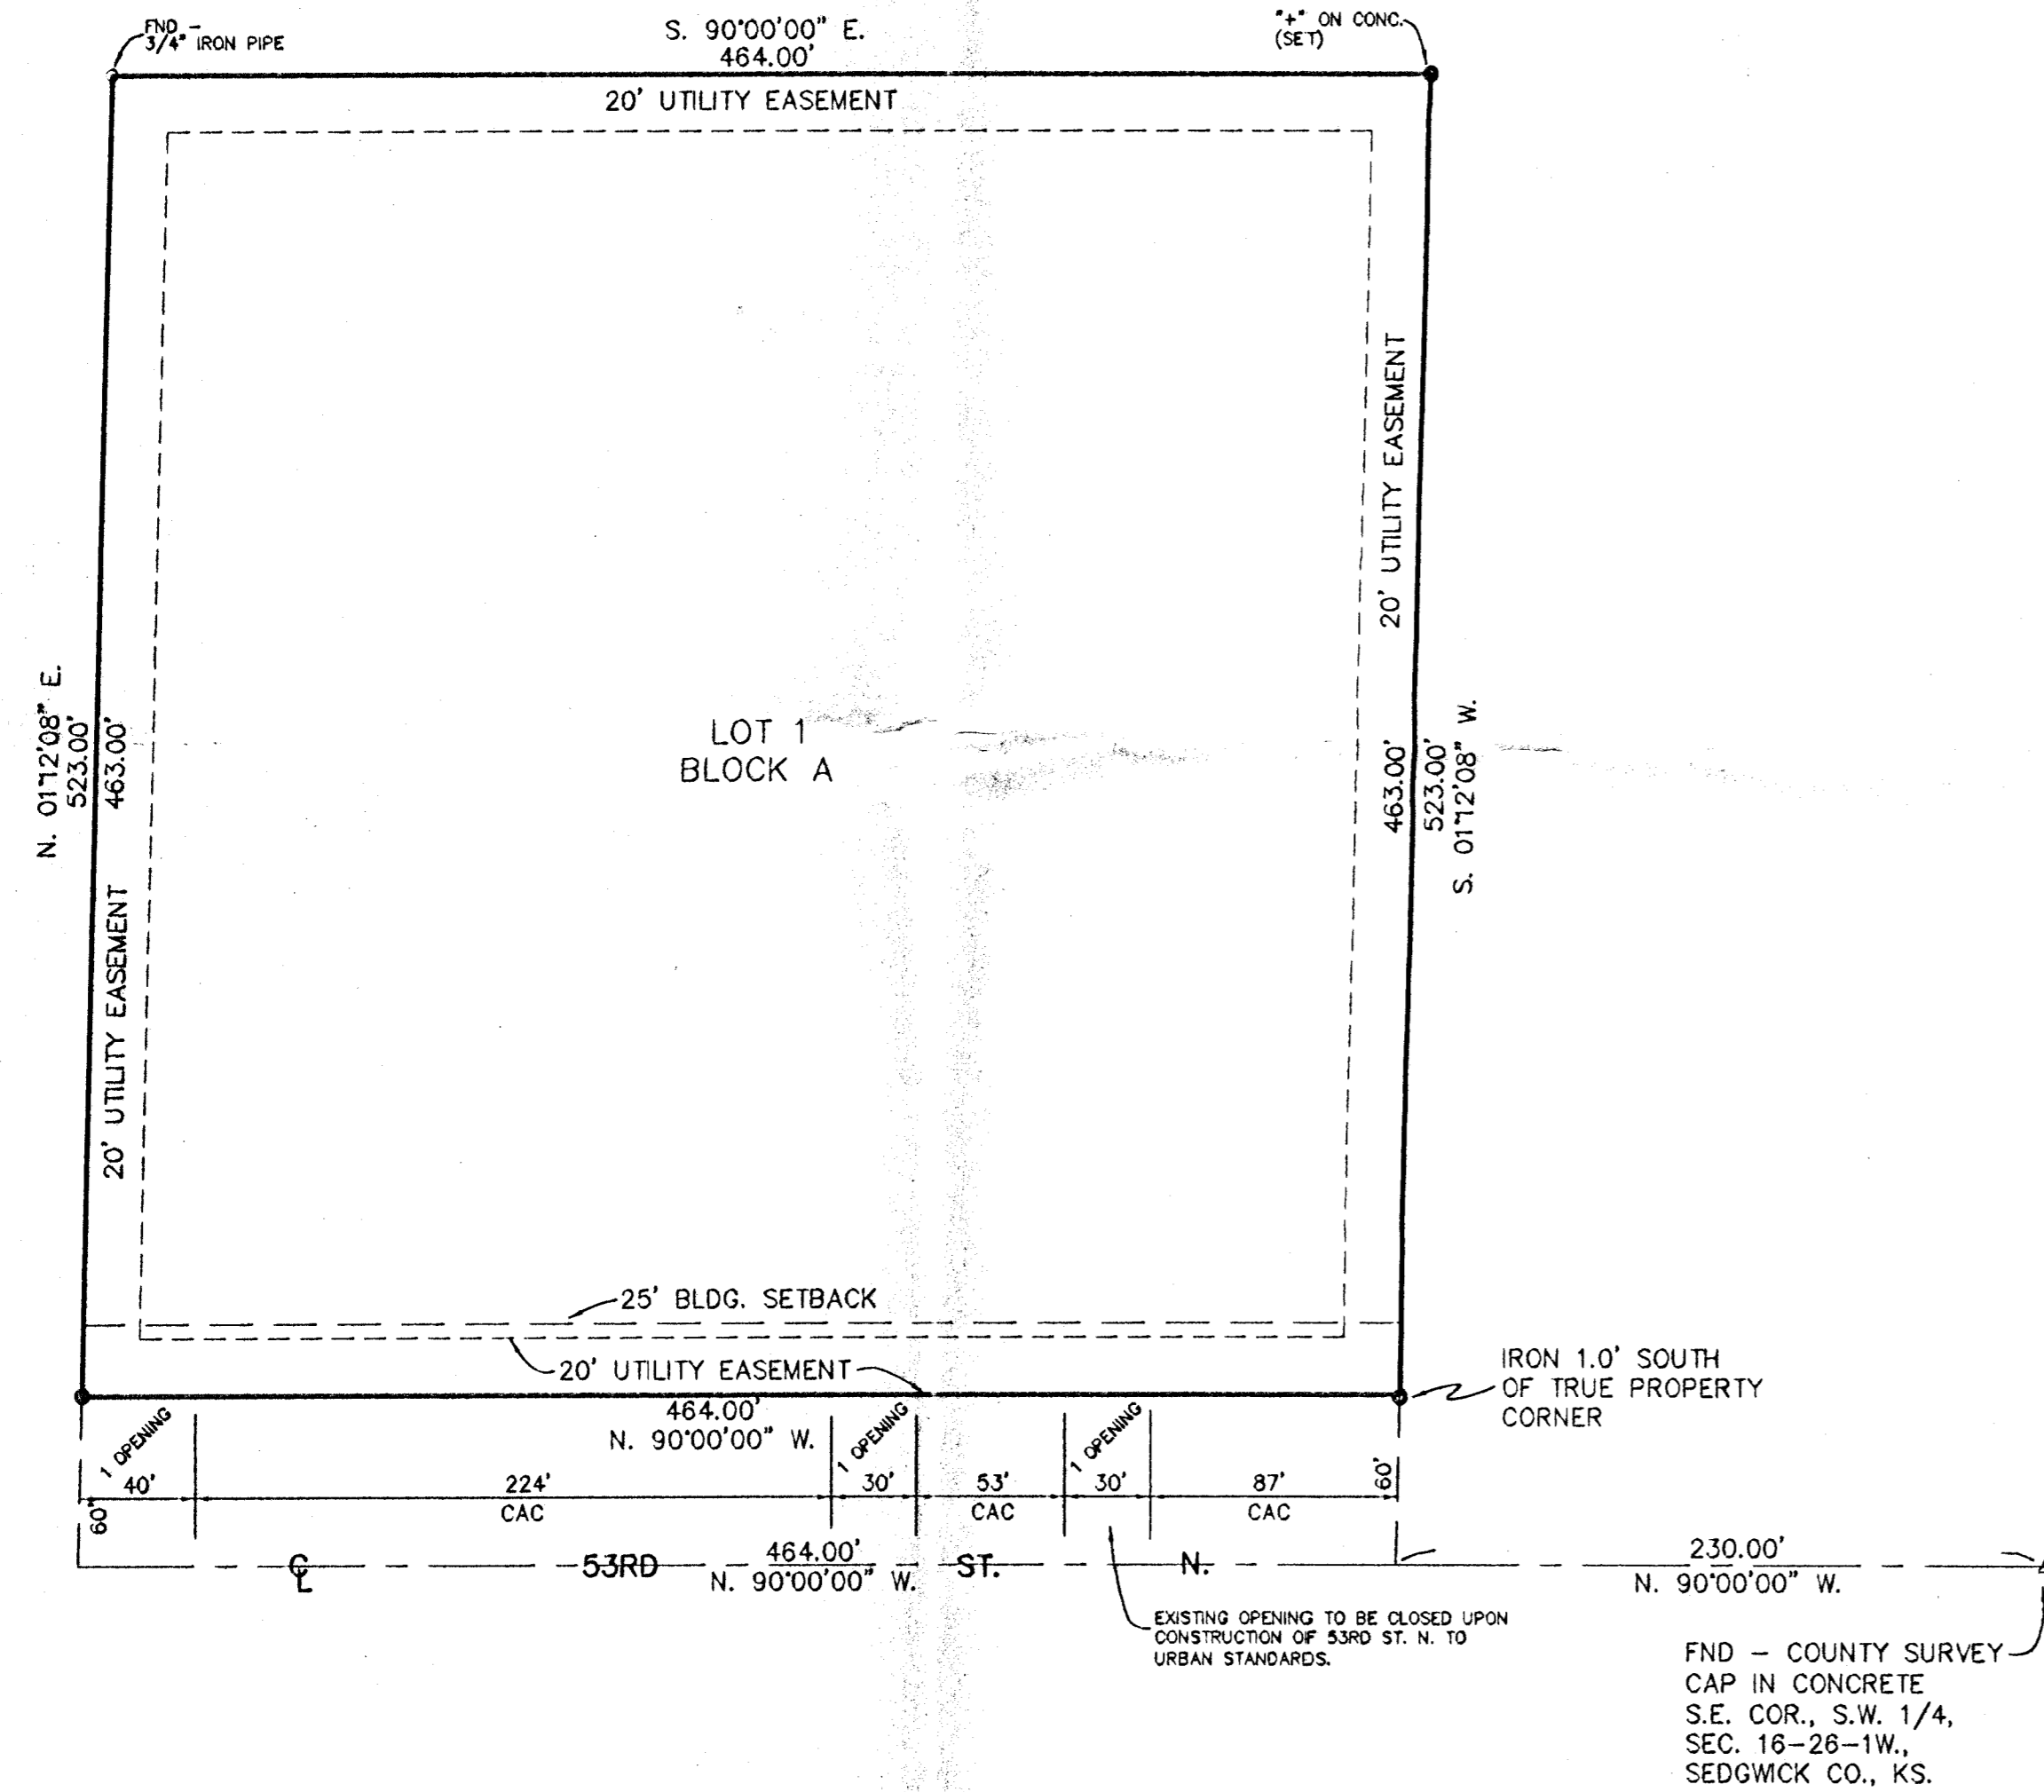 FND -
3/4" IRON PIPE
S. 90°00'00" E.
464.00'
"+" ON CONC.
(SET)
20' UTILITY EASEMENT
20' UTILITY EASEMENT
N. 01°12'08" E.
523.00'
463.00'
LOT 1
BLOCK A
463.00'
523.00'
S. 01°12'08" W.
20' UTILITY EASEMENT
25' BLDG. SETBACK
20' UTILITY EASEMENT
IRON 1.0' SOUTH
OF TRUE PROPERTY
CORNER
464.00'
N. 90°00'00" W.
1 OPENING
1 OPENING
1 OPENING
40'
224'
30'
53'
30'
87'
60'
60'
CAC
CAC
CAC
℄ 53RD ST. N.
464.00'
N. 90°00'00" W.
230.00'
N. 90°00'00" W.
EXISTING OPENING TO BE CLOSED UPON
CONSTRUCTION OF 53RD ST. N. TO
URBAN STANDARDS.
FND - COUNTY SURVEY
CAP IN CONCRETE
S.E. COR., S.W. 1/4,
SEC. 16-26-1W.,
SEDGWICK CO., KS.